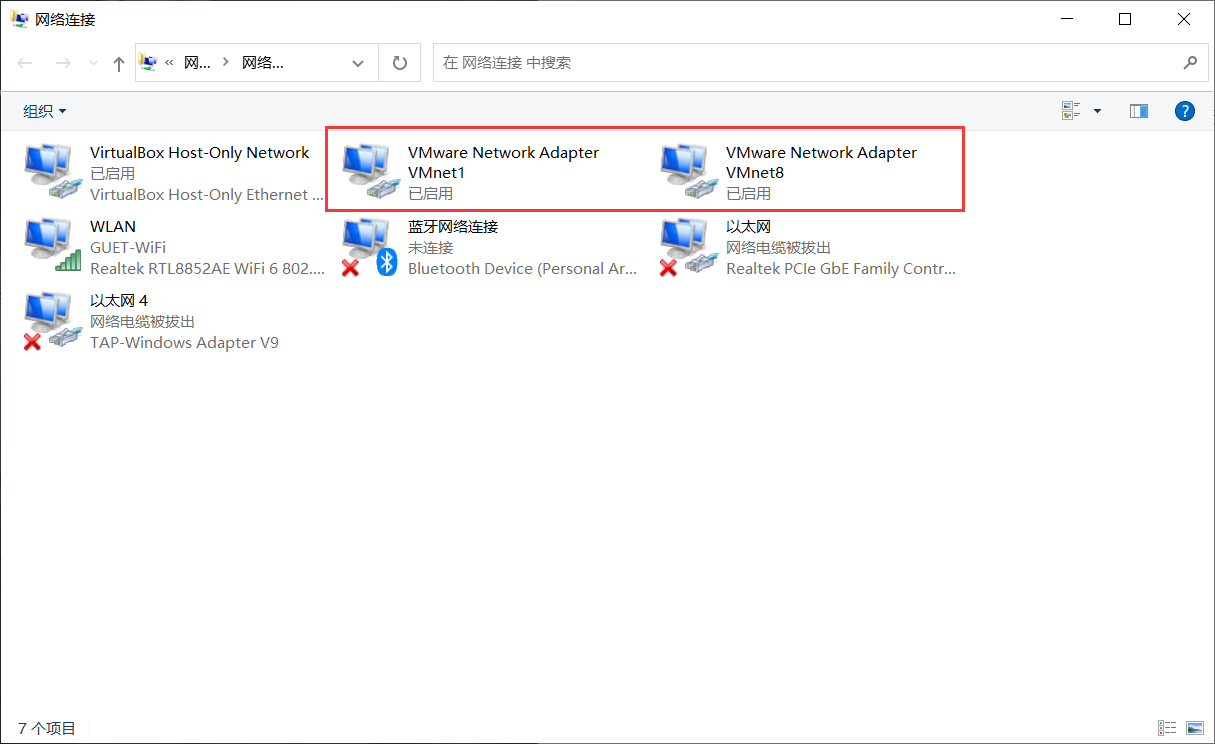 网络连接
« 网... › 网络...
在 网络连接 中搜索
组织
VirtualBox Host-Only Network
已启用
VirtualBox Host-Only Ethernet ...
VMware Network Adapter
VMnet1
已启用
VMware Network Adapter
VMnet8
已启用
WLAN
GUET-WiFi
Realtek RTL8852AE WiFi 6 802....
蓝牙网络连接
未连接
Bluetooth Device (Personal Ar...
以太网
网络电缆被拔出
Realtek PCIe GbE Family Contr...
以太网 4
网络电缆被拔出
TAP-Windows Adapter V9
7 个项目